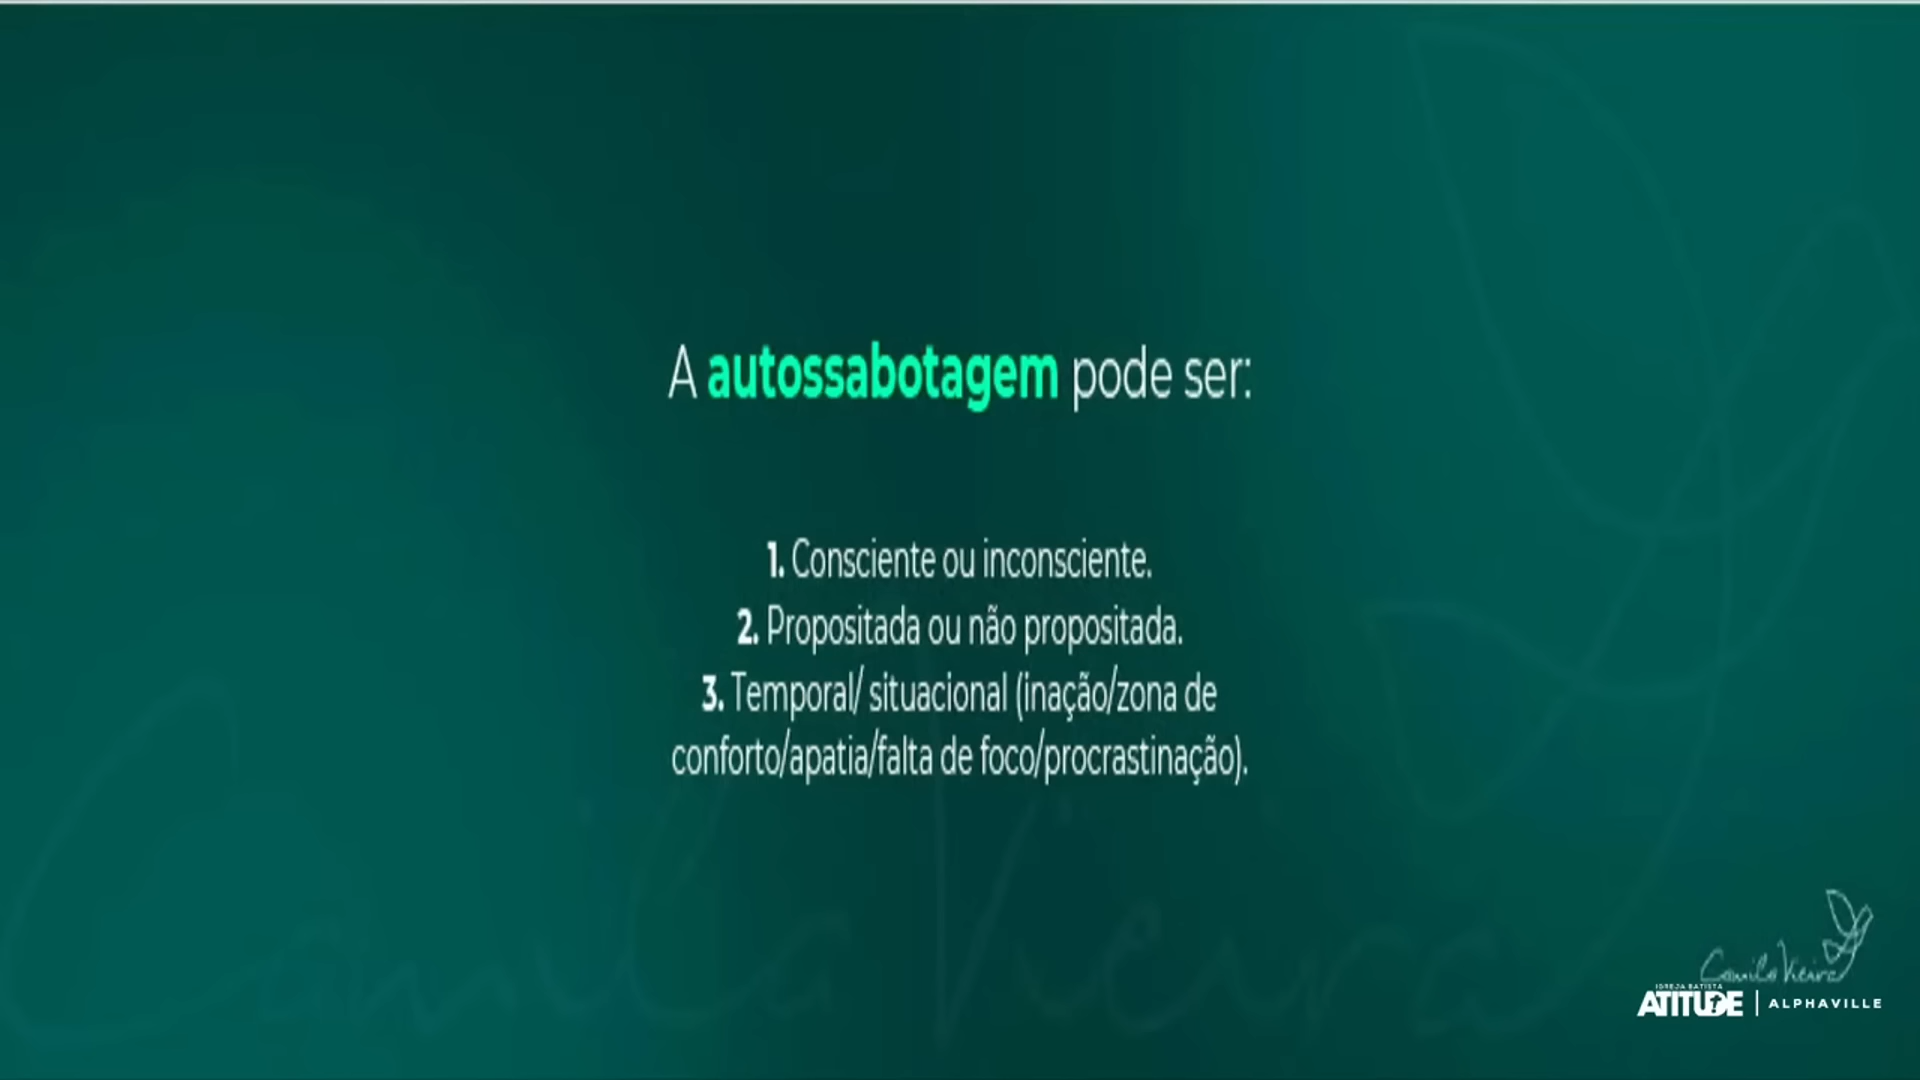 A autossabotagem pode ser:
1. Consciente ou inconsciente.
2. Propositada ou não propositada.
3. Temporal/ situacional (inação/zona de
conforto/apatia/falta de foco/procrastinação).
Camila Vieira
IGREJA BATISTA
ATITUDE | ALPHAVILLE